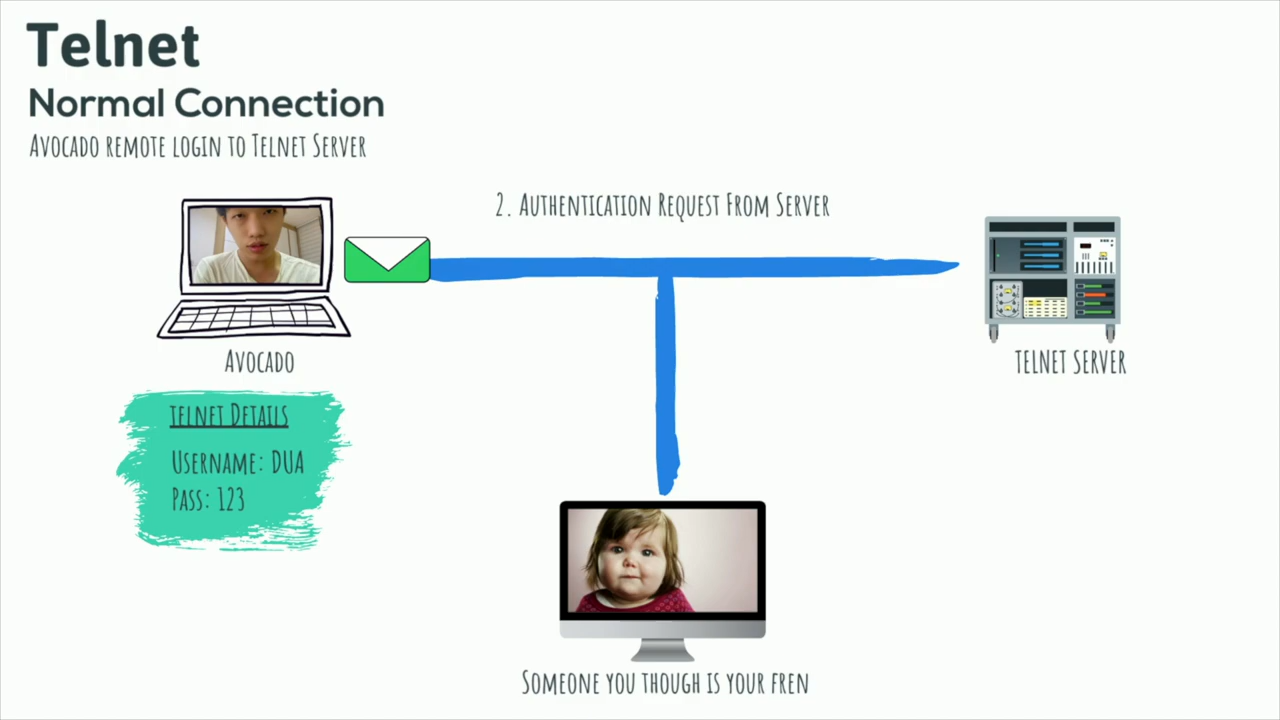 Telnet
Normal Connection
Avocado remote login to Telnet Server
2. Authentication Request From Server
Avocado
Telnet Server
Telnet Details
Username: DUA
Pass: 123
Someone you though is your fren